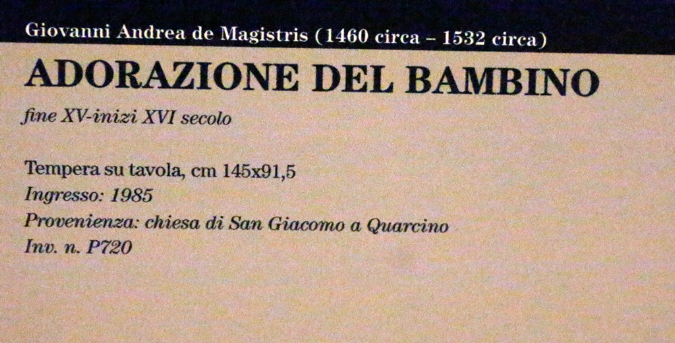 Giovanni Andrea de Magistris (1460 circa – 1532 circa)
ADORAZIONE DEL BAMBINO
fine XV-inizi XVI secolo
Tempera su tavola, cm 145x91,5
Ingresso: 1985
Provenienza: chiesa di San Giacomo a Quarcino
Inv. n. P720